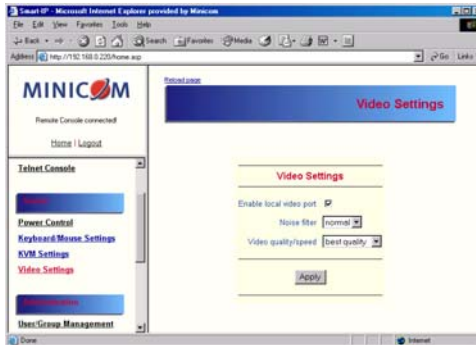 Smart-IP - Microsoft Internet Explorer provided by Minicom
File Edit View Favorites Tools Help
Back Search Favorites Media
Address http://192.168.0.220/home.asp Go Links
MINICOM
Remote Console connected!
Home | Logout
Telnet Console
Power Control
Keyboard/Mouse Settings
KVM Settings
Video Settings
User/Group Management
Reload page
Video Settings
Video Settings
Enable local video port
Noise filter normal
Video quality/speed best quality
Apply
Done Internet